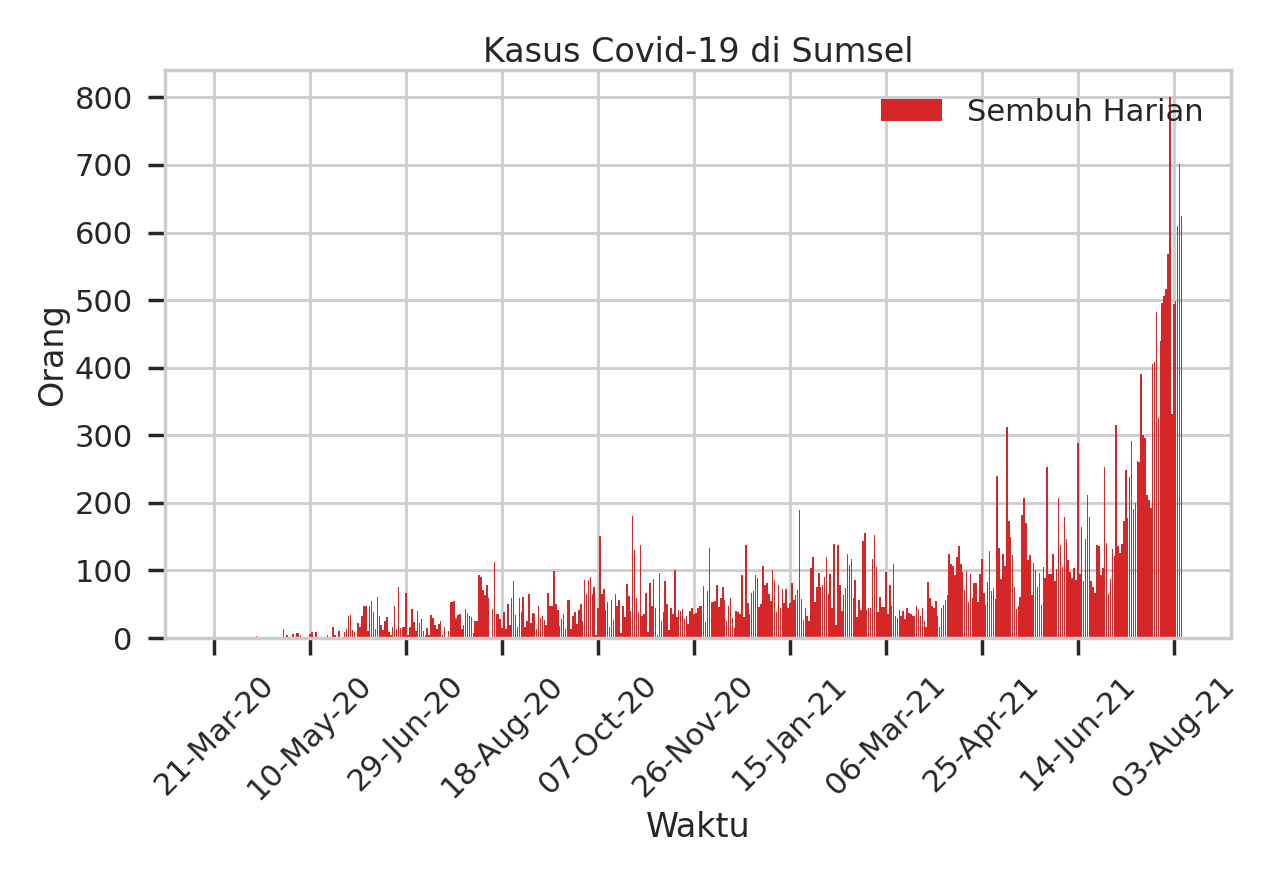 Kasus Covid-19 di Sumsel
Sembuh Harian
800
700
600
500
400
300
200
100
0
Orang
21-Mar-20
10-May-20
29-Jun-20
18-Aug-20
07-Oct-20
26-Nov-20
15-Jan-21
06-Mar-21
25-Apr-21
14-Jun-21
03-Aug-21
Waktu